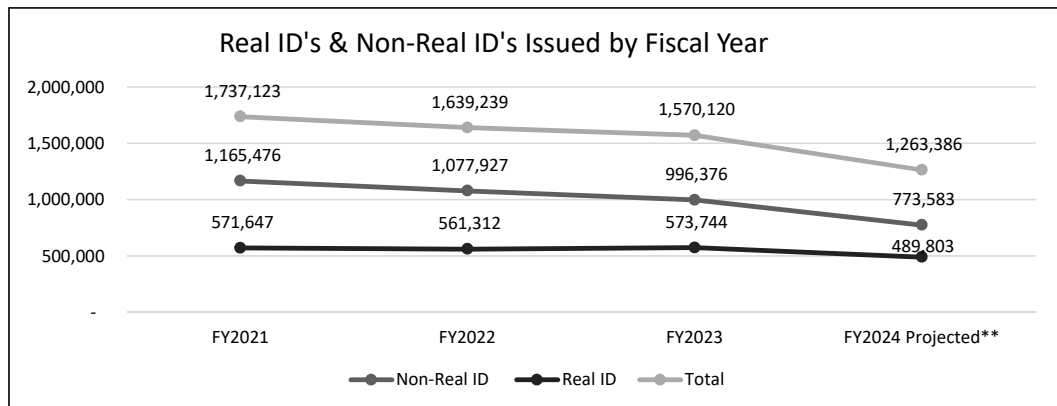 Real ID's & Non-Real ID's Issued by Fiscal Year
2,000,000
1,737,123 1,639,239 1,570,120
1,500,000
1,263,386
1,165,476 1,077,927 996,376
1,000,000
773,583
571,647 561,312 573,744
500,000
489,803
-
FY2021 FY2022 FY2023 FY2024 Projected**
Non-Real ID Real ID Total